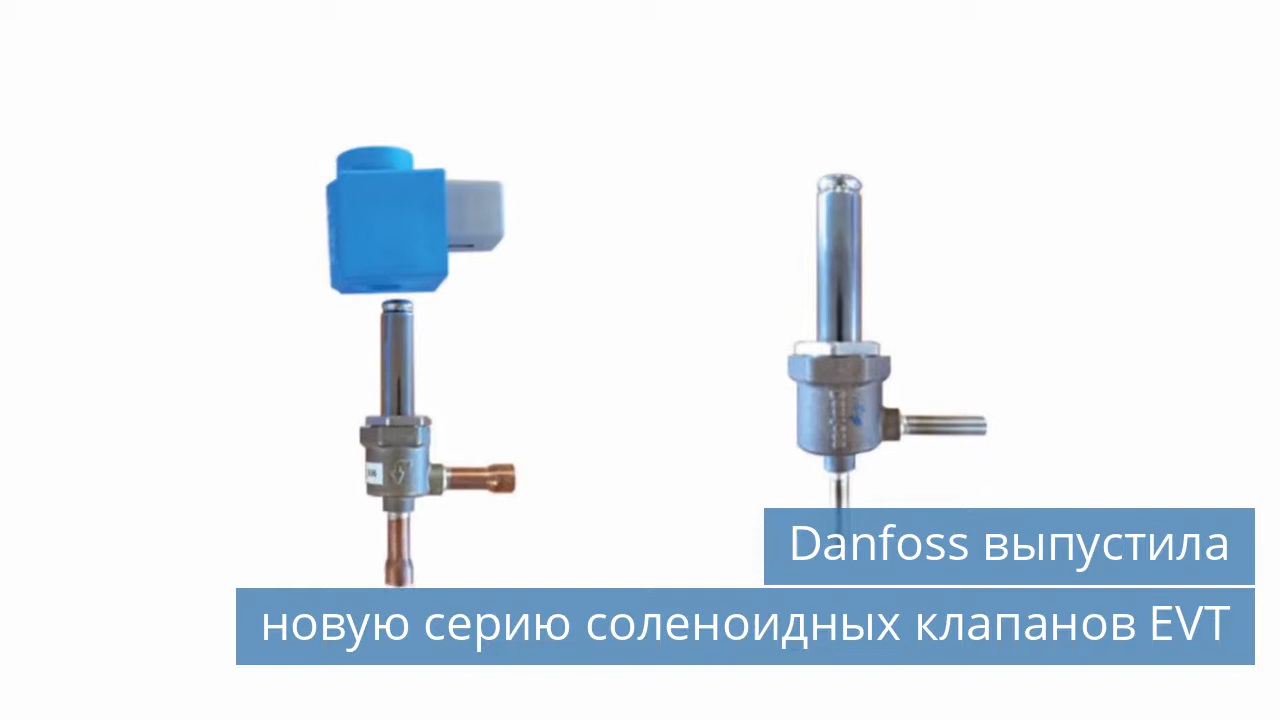 Danfoss выпустила
новую серию соленоидных клапанов EVT